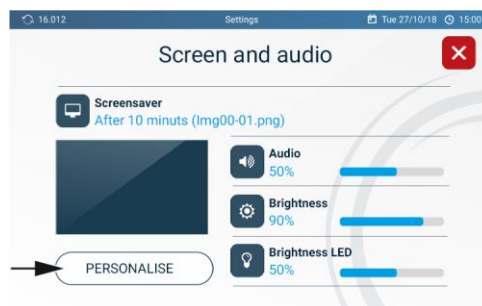 16.012 Settings Tue 27/10/18 15:00
Screen and audio
Screensaver
After 10 minuts (Img00-01.png)
Audio
50%
Brightness
90%
Brightness LED
50%
PERSONALISE